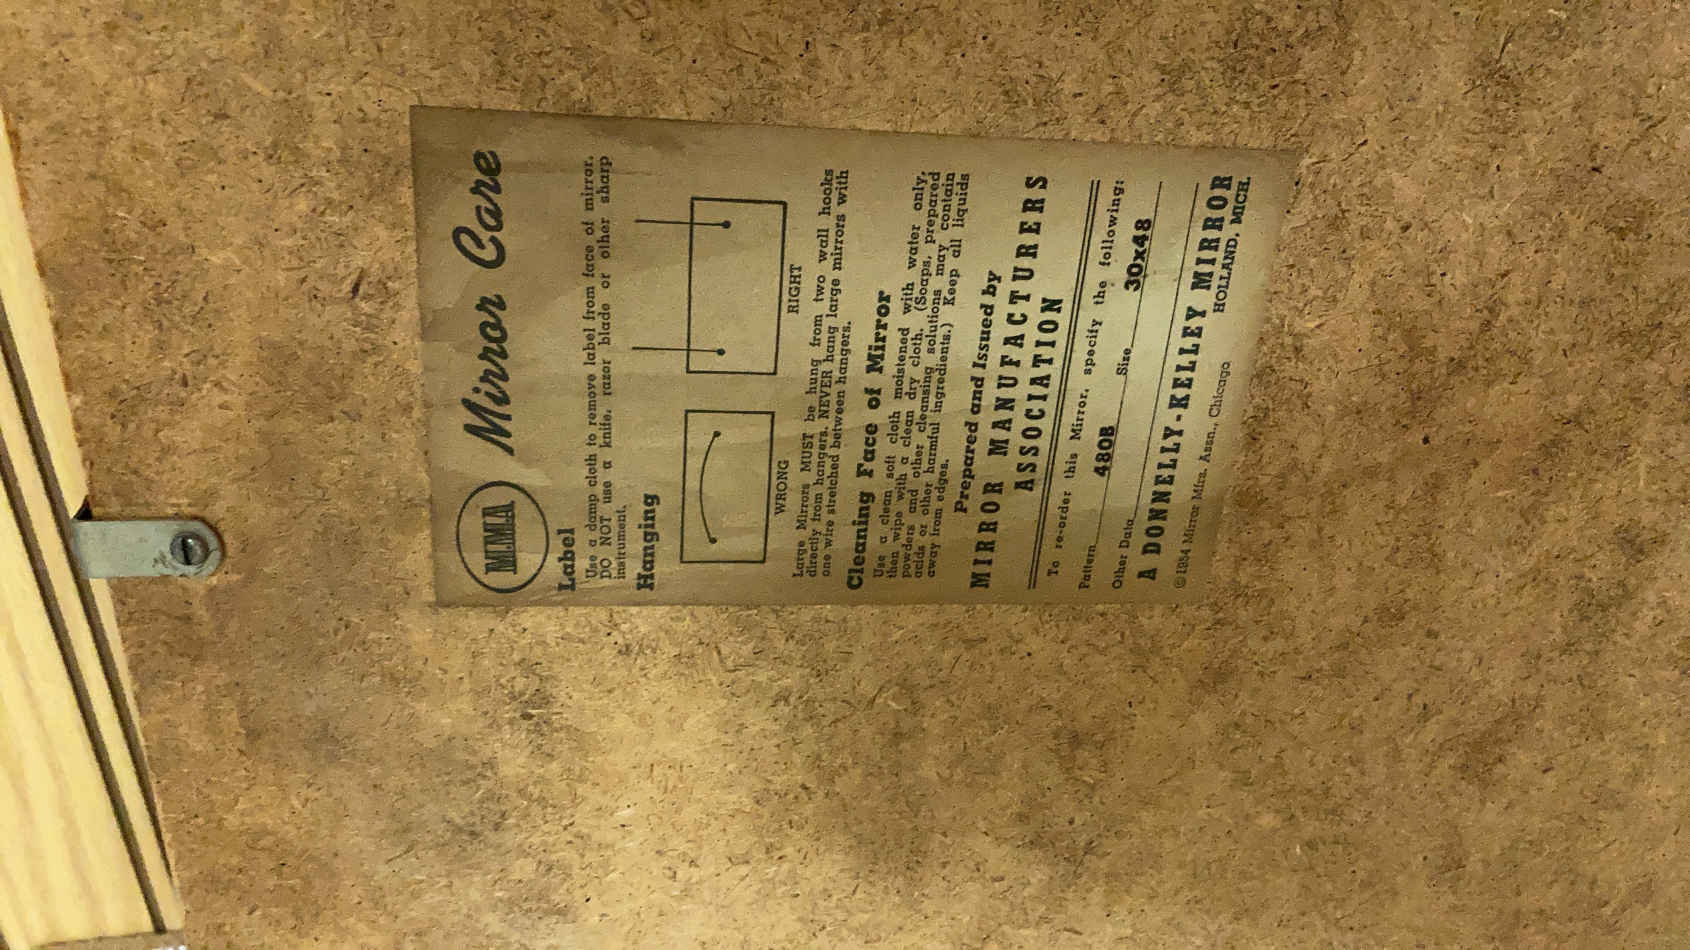 MMA
Mirror Care
Label
Use a damp cloth to remove label from face of mirror.
DO NOT use a knife, razor blade or other sharp
instrument.
Hanging
WRONG
RIGHT
Large Mirrors MUST be hung from two wall hooks
directly from hangers. NEVER hang large mirrors with
one wire stretched between hangers.
Cleaning Face of Mirror
Use a clean soft cloth moistened with water only,
then wipe with a clean dry cloth. (Soaps, prepared
powders and other cleansing solutions may contain
acids or other harmful ingredients.) Keep all liquids
away from edges.
Prepared and Issued by
MIRROR MANUFACTURERS
ASSOCIATION
To re-order this Mirror, specify the following:
Pattern 480B Size 30x48
Other Data
A DONNELLY-KELLEY MIRROR
HOLLAND, MICH.
© 1954 Mirror Mfrs. Assn., Chicago